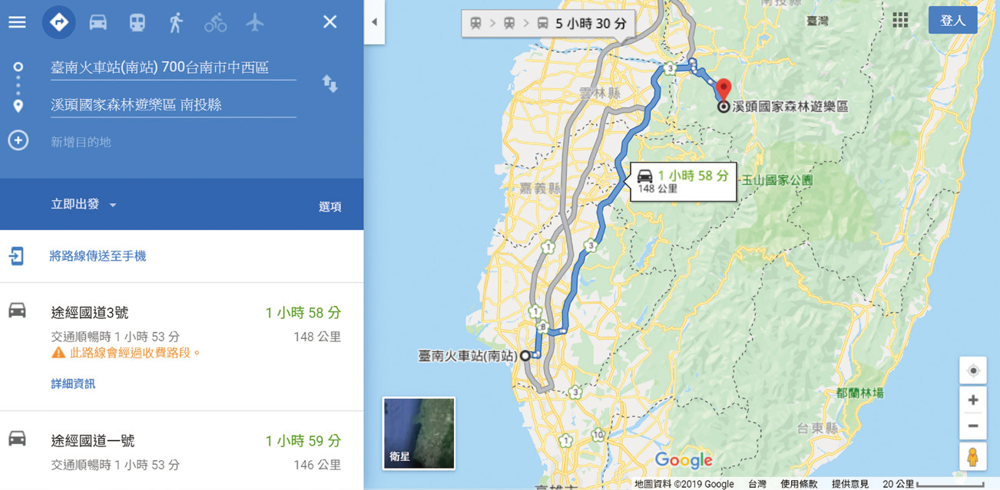 臺南火車站(南站) 700台南市中西區
溪頭國家森林遊樂區 南投縣
新增目的地
立即出發
選項
將路線傳送至手機
途經國道3號
1 小時 58 分
交通順暢時 1 小時 53 分
148 公里
此路線會經過收費路段。
詳細資訊
途經國道一號
1 小時 59 分
交通順暢時 1 小時 53 分
146 公里
5 小時 30 分
南投縣
臺灣
登入
3
雲林縣
溪頭國家森林遊樂區
1 小時 58 分
148 公里
玉山國家公園
嘉義縣
1
3
1
8
臺南火車站(南站)
3
都蘭林場
台東縣
1
10
衛星
Google
高雄市
地圖資料 ©2019 Google
台灣
使用條款
提供意見
20 公里